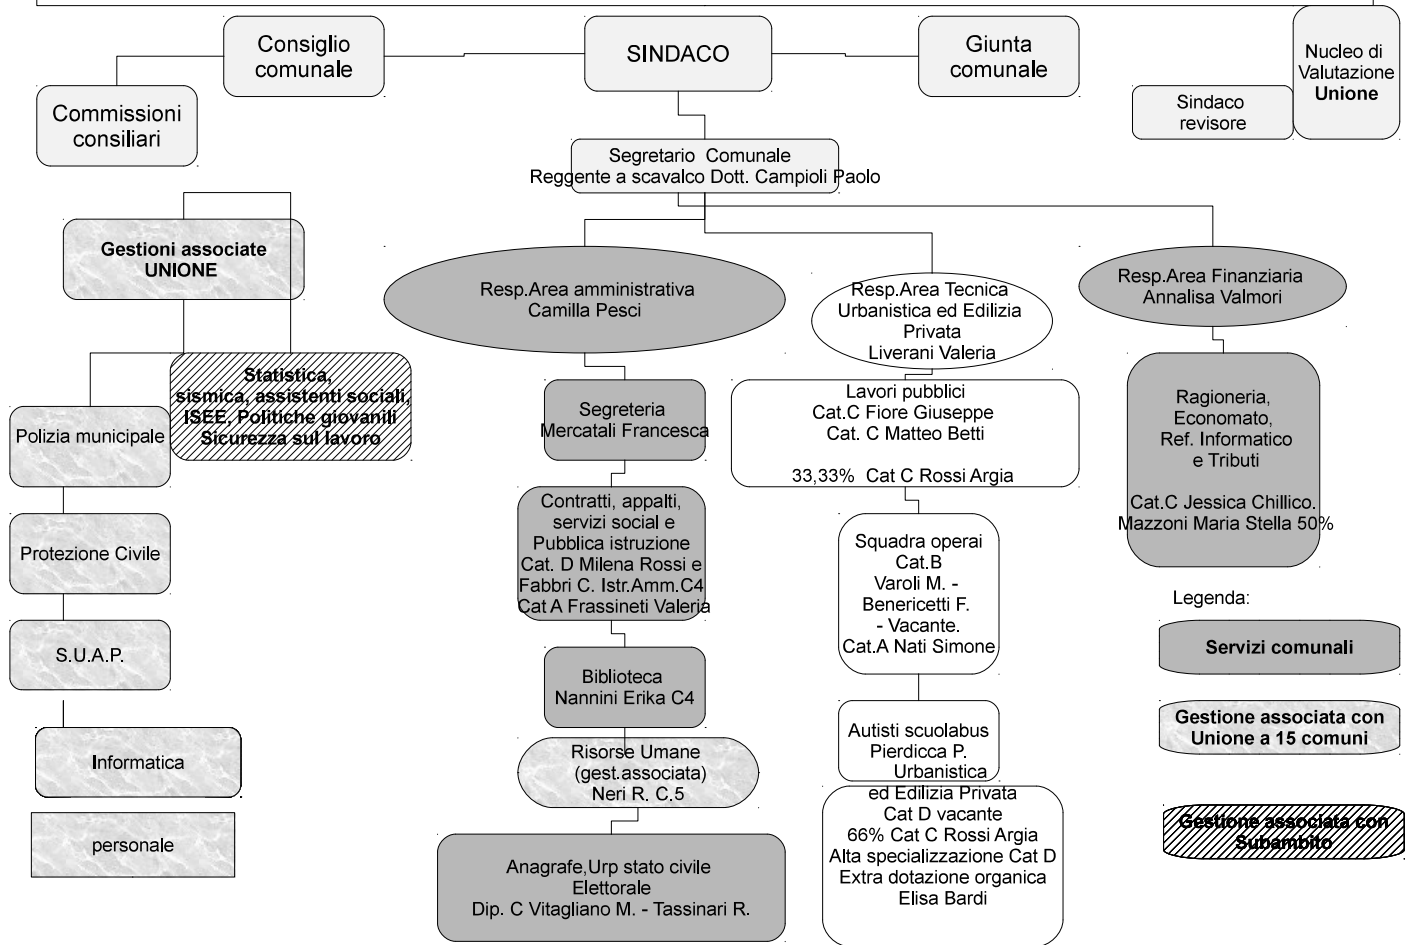 Consiglio
comunale
SINDACO
Giunta
comunale
Nucleo di
Valutazione
Unione
Commissioni
consiliari
Sindaco
revisore
Segretario Comunale
Reggente a scavalco Dott. Campioli Paolo
Gestioni associate
UNIONE
Resp.Area amministrativa
Camilla Pesci
Resp.Area Tecnica
Urbanistica ed Edilizia
Privata
Liverani Valeria
Resp.Area Finanziaria
Annalisa Valmori
Statistica,
sismica, assistenti sociali,
ISEE, Politiche giovanili
Sicurezza sul lavoro
Polizia municipale
Protezione Civile
S.U.A.P.
Informatica
personale
Segreteria
Mercatali Francesca
Contratti, appalti,
servizi social e
Pubblica istruzione
Cat. D Milena Rossi e
Fabbri C. Istr.Amm.C4
Cat A Frassineti Valeria
Biblioteca
Nannini Erika C4
Risorse Umane
(gest.associata)
Neri R. C.5
Anagrafe,Urp stato civile
Elettorale
Dip. C Vitagliano M. - Tassinari R.
Lavori pubblici
Cat.C Fiore Giuseppe
Cat. C Matteo Betti
33,33% Cat C Rossi Argia
Squadra operai
Cat.B
Varoli M. -
Benericetti F.
- Vacante.
Cat.A Nati Simone
Autisti scuolabus
Pierdicca P.
Urbanistica
ed Edilizia Privata
Cat D vacante
66% Cat C Rossi Argia
Alta specializzazione Cat D
Extra dotazione organica
Elisa Bardi
Ragioneria,
Economato,
Ref. Informatico
e Tributi
Cat.C Jessica Chillico.
Mazzoni Maria Stella 50%
Legenda:
Servizi comunali
Gestione associata con
Unione a 15 comuni
Gestione associata con
Subambito